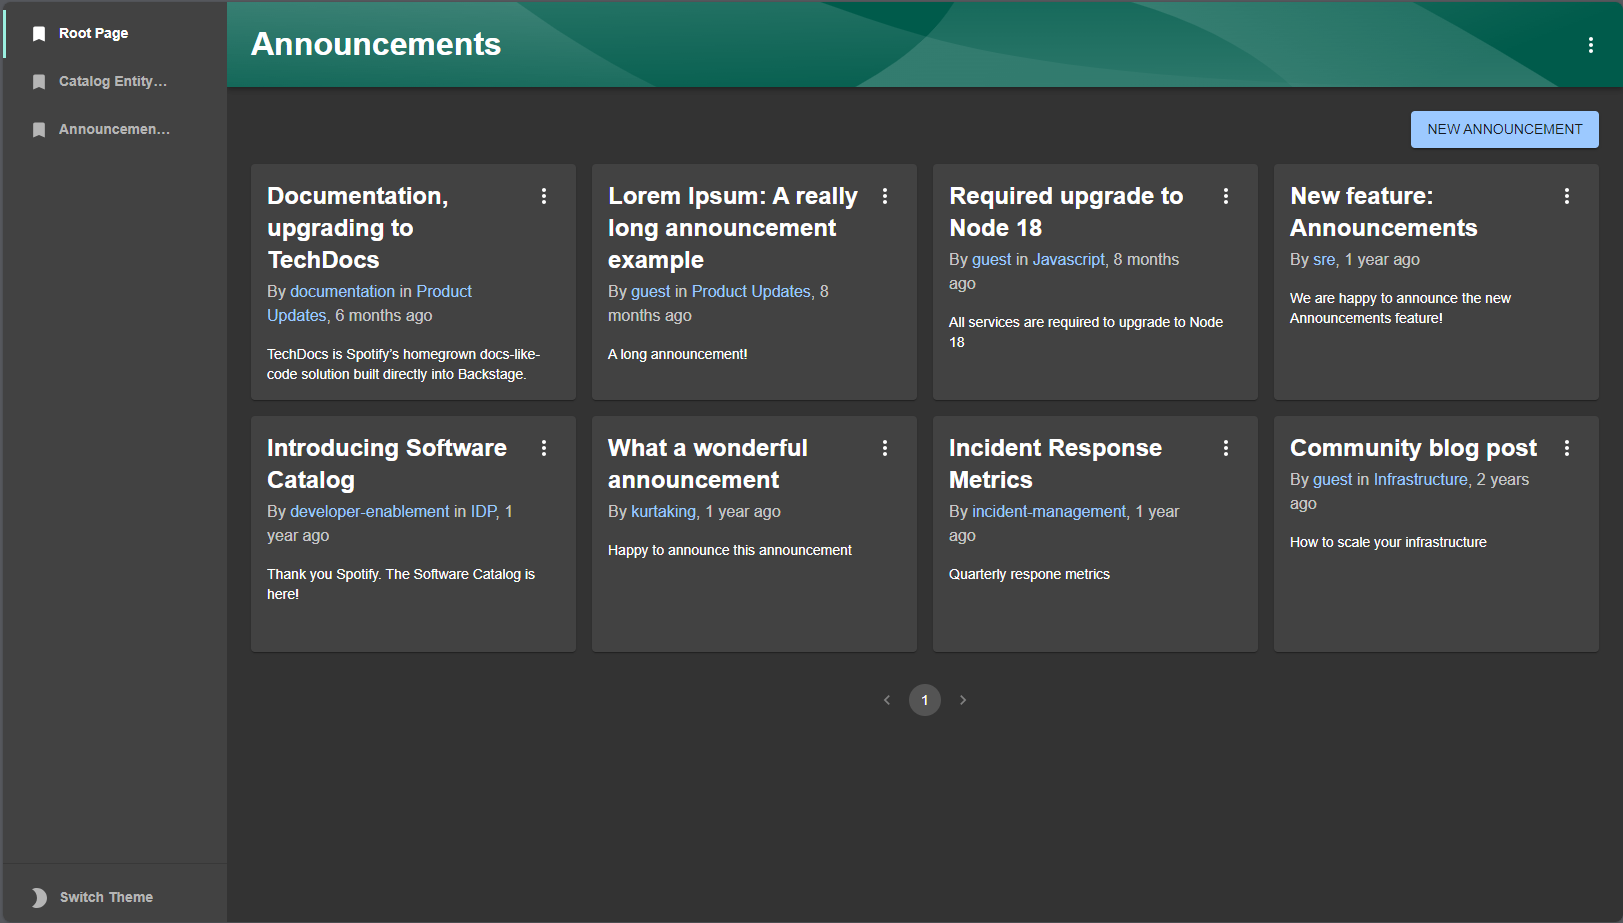 Root Page
Catalog Entity…
Announcemen…
Switch Theme
Announcements
NEW ANNOUNCEMENT
Documentation,
upgrading to
TechDocs
By documentation in Product
Updates, 6 months ago
TechDocs is Spotify’s homegrown docs-like-
code solution built directly into Backstage.
Lorem Ipsum: A really
long announcement
example
By guest in Product Updates, 8
months ago
A long announcement!
Required upgrade to
Node 18
By guest in Javascript, 8 months
ago
All services are required to upgrade to Node
18
New feature:
Announcements
By sre, 1 year ago
We are happy to announce the new
Announcements feature!
Introducing Software
Catalog
By developer-enablement in IDP, 1
year ago
Thank you Spotify. The Software Catalog is
here!
What a wonderful
announcement
By kurtaking, 1 year ago
Happy to announce this announcement
Incident Response
Metrics
By incident-management, 1 year
ago
Quarterly respone metrics
Community blog post
By guest in Infrastructure, 2 years
ago
How to scale your infrastructure
1